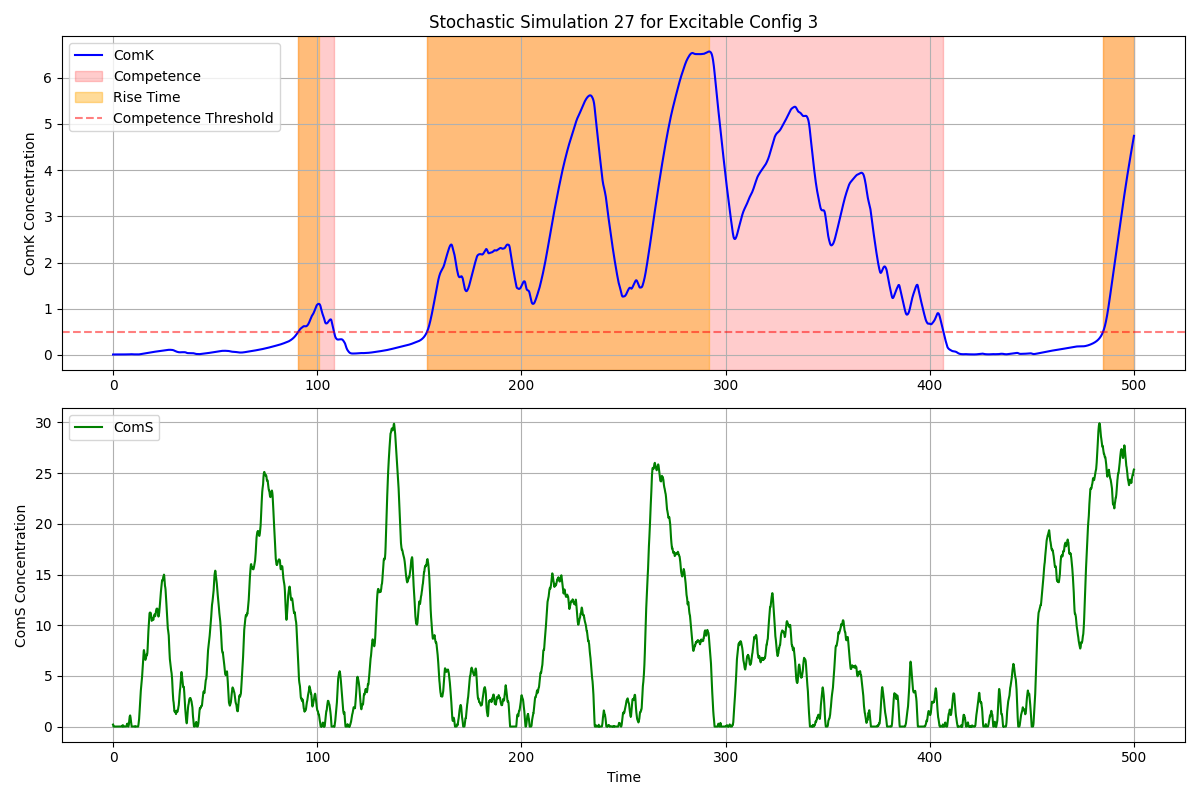 Stochastic Simulation 27 for Excitable Config 3
ComK
Competence
Rise Time
Competence Threshold
ComK Concentration
6
5
4
3
2
1
0
0 100 200 300 400 500
ComS
ComS Concentration
30
25
20
15
10
5
0
0 100 200 300 400 500
Time